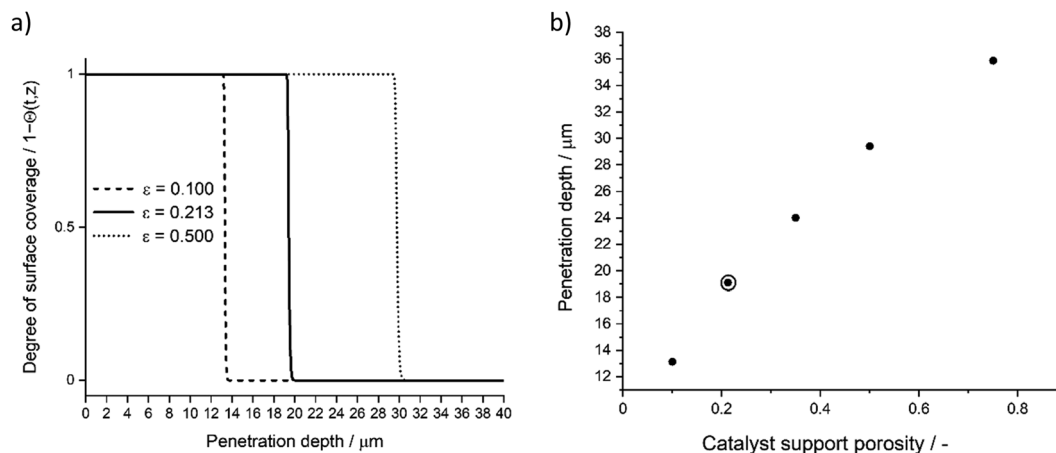 a)
Degree of surface coverage / 1−Θ(t,z)
1
0.5
0
ε = 0.100
ε = 0.213
ε = 0.500
0 2 4 6 8 10 12 14 16 18 20 22 24 26 28 30 32 34 36 38 40
Penetration depth / μm
b)
Penetration depth / μm
38
36
34
32
30
28
26
24
22
20
18
16
14
12
0 0.2 0.4 0.6 0.8
Catalyst support porosity / -